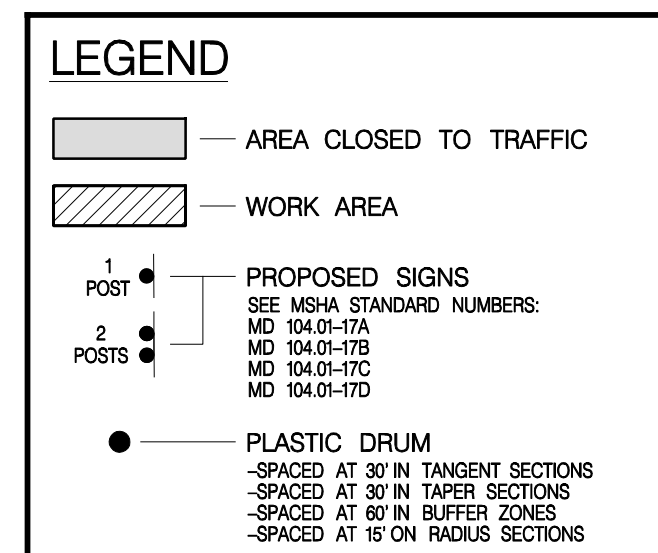 LEGEND
AREA CLOSED TO TRAFFIC
WORK AREA
1
POST
PROPOSED SIGNS
SEE MSHA STANDARD NUMBERS:
MD 104.01–17A
MD 104.01–17B
MD 104.01–17C
MD 104.01–17D
2
POSTS
PLASTIC DRUM
–SPACED AT 30' IN TANGENT SECTIONS
–SPACED AT 30' IN TAPER SECTIONS
–SPACED AT 60' IN BUFFER ZONES
–SPACED AT 15' ON RADIUS SECTIONS